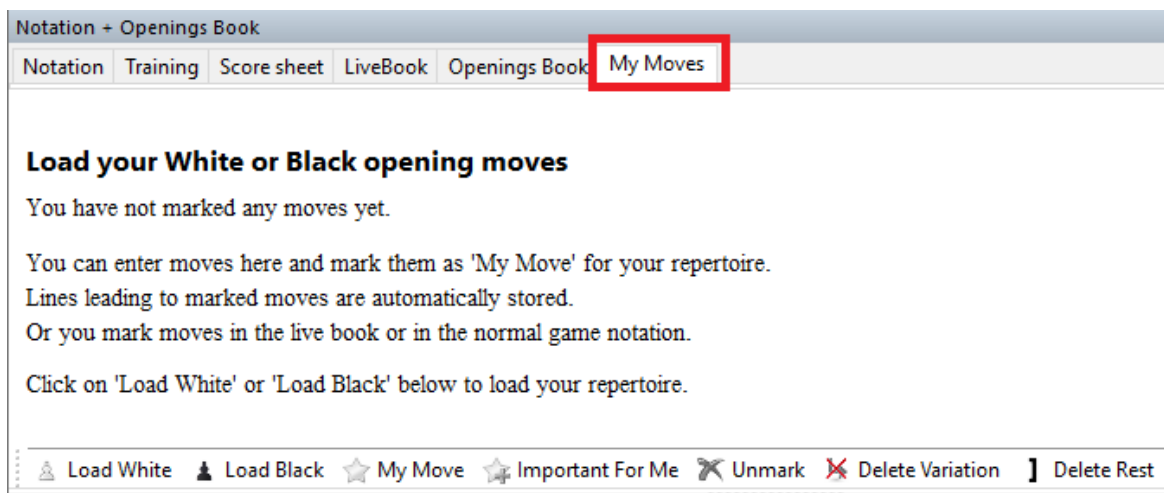 Notation + Openings Book
Notation Training Score sheet LiveBook Openings Book My Moves
Load your White or Black opening moves
You have not marked any moves yet.
You can enter moves here and mark them as 'My Move' for your repertoire.
Lines leading to marked moves are automatically stored.
Or you mark moves in the live book or in the normal game notation.
Click on 'Load White' or 'Load Black' below to load your repertoire.
Load White Load Black My Move Important For Me Unmark Delete Variation ] Delete Rest